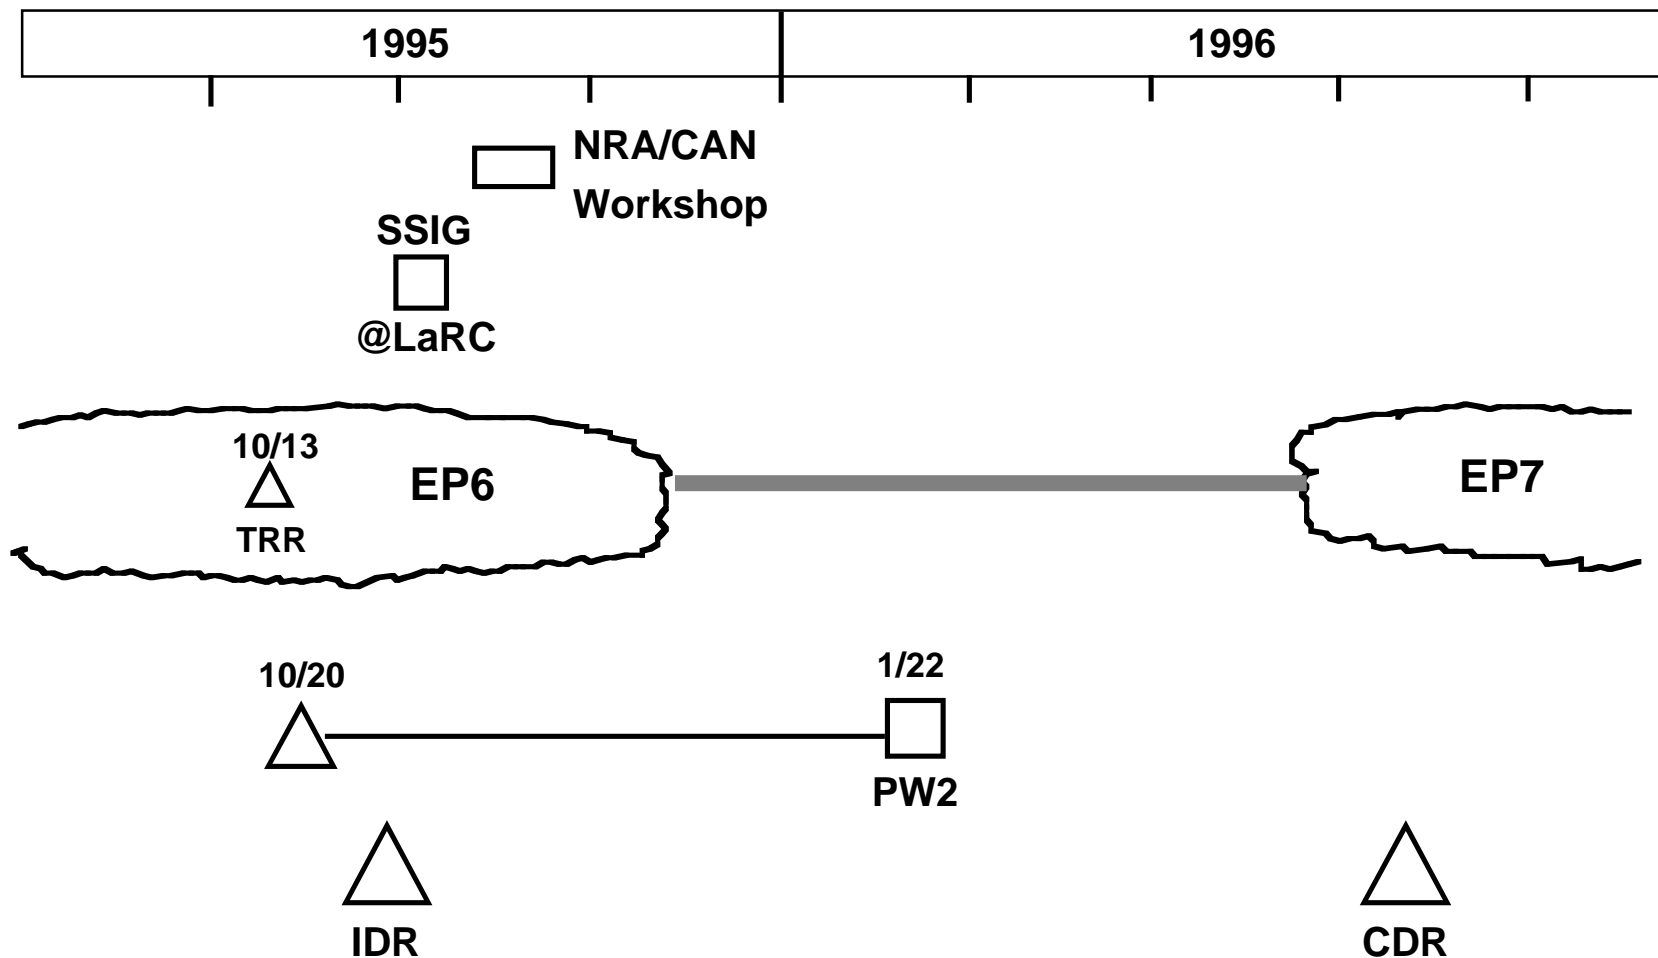 1995
1996
NRA/CAN
Workshop
SSIG
@LaRC
10/13
EP6
TRR
EP7
10/20
1/22
PW2
IDR
CDR